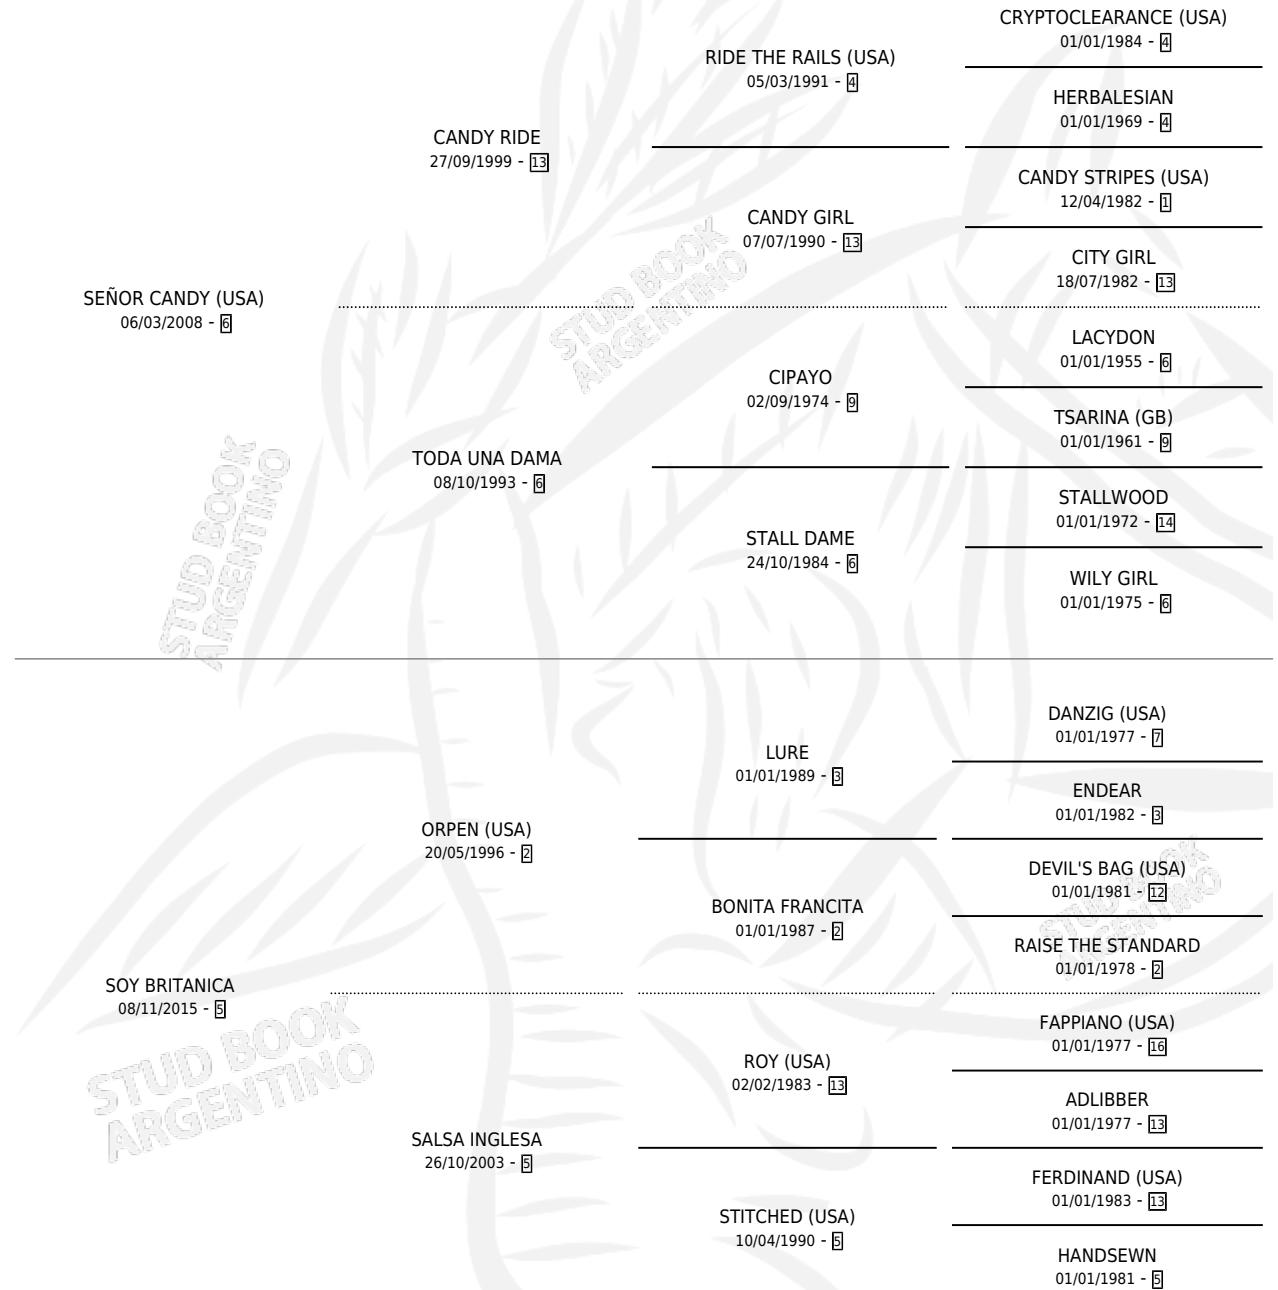 CRYPTOCLEARANCE (USA)
01/01/1984 - 4
RIDE THE RAILS (USA)
05/03/1991 - 4
HERBALESIAN
01/01/1969 - 4
CANDY RIDE
27/09/1999 - 13
CANDY STRIPES (USA)
12/04/1982 - 1
CANDY GIRL
07/07/1990 - 13
CITY GIRL
18/07/1982 - 13
SEÑOR CANDY (USA)
06/03/2008 - 6
LACYDON
01/01/1955 - 6
CIPAYO
02/09/1974 - 9
TSARINA (GB)
01/01/1961 - 9
TODA UNA DAMA
08/10/1993 - 6
STALLWOOD
01/01/1972 - 14
STALL DAME
24/10/1984 - 6
WILY GIRL
01/01/1975 - 6
STUD BOOK
ARGENTINO
STUD BOOK
ARGENTINO
DANZIG (USA)
01/01/1977 - 7
LURE
01/01/1989 - 3
ENDEAR
01/01/1982 - 3
ORPEN (USA)
20/05/1996 - 2
DEVIL'S BAG (USA)
01/01/1981 - 12
BONITA FRANCITA
01/01/1987 - 2
RAISE THE STANDARD
01/01/1978 - 2
STUD BOOK
ARGENTINO
SOY BRITANICA
08/11/2015 - 5
FAPPIANO (USA)
01/01/1977 - 16
ROY (USA)
02/02/1983 - 13
ADLIBBER
01/01/1977 - 13
SALSA INGLESA
26/10/2003 - 5
FERDINAND (USA)
01/01/1983 - 13
STITCHED (USA)
10/04/1990 - 5
HANDSEWN
01/01/1981 - 5
STUD BOOK
ARGENTINO